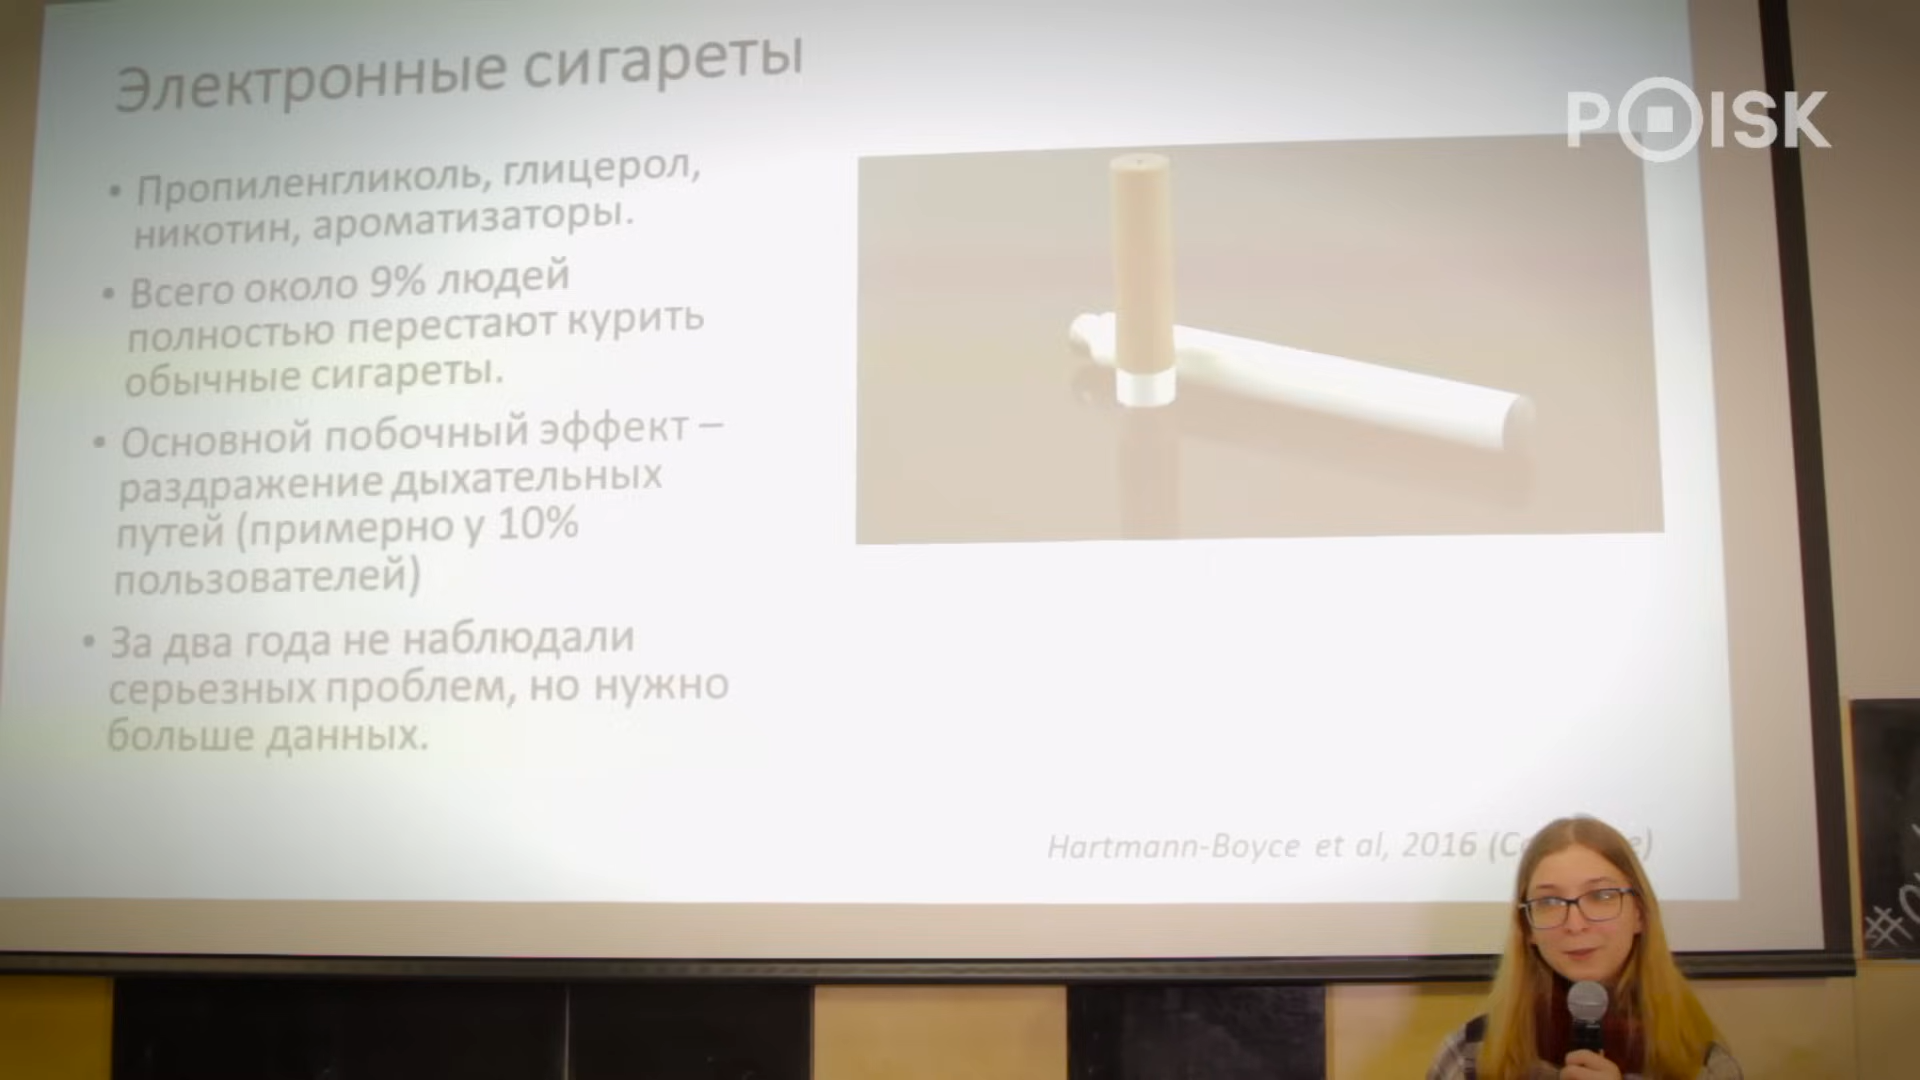 Электронные сигареты
• Пропиленгликоль, глицерол,
никотин, ароматизаторы.
• Всего около 9% людей
полностью перестают курить
обычные сигареты.
• Основной побочный эффект –
раздражение дыхательных
путей (примерно у 10%
пользователей)
• За два года не наблюдали
серьезных проблем, но нужно
больше данных.
Hartmann-Boyce et al, 2016
POISK